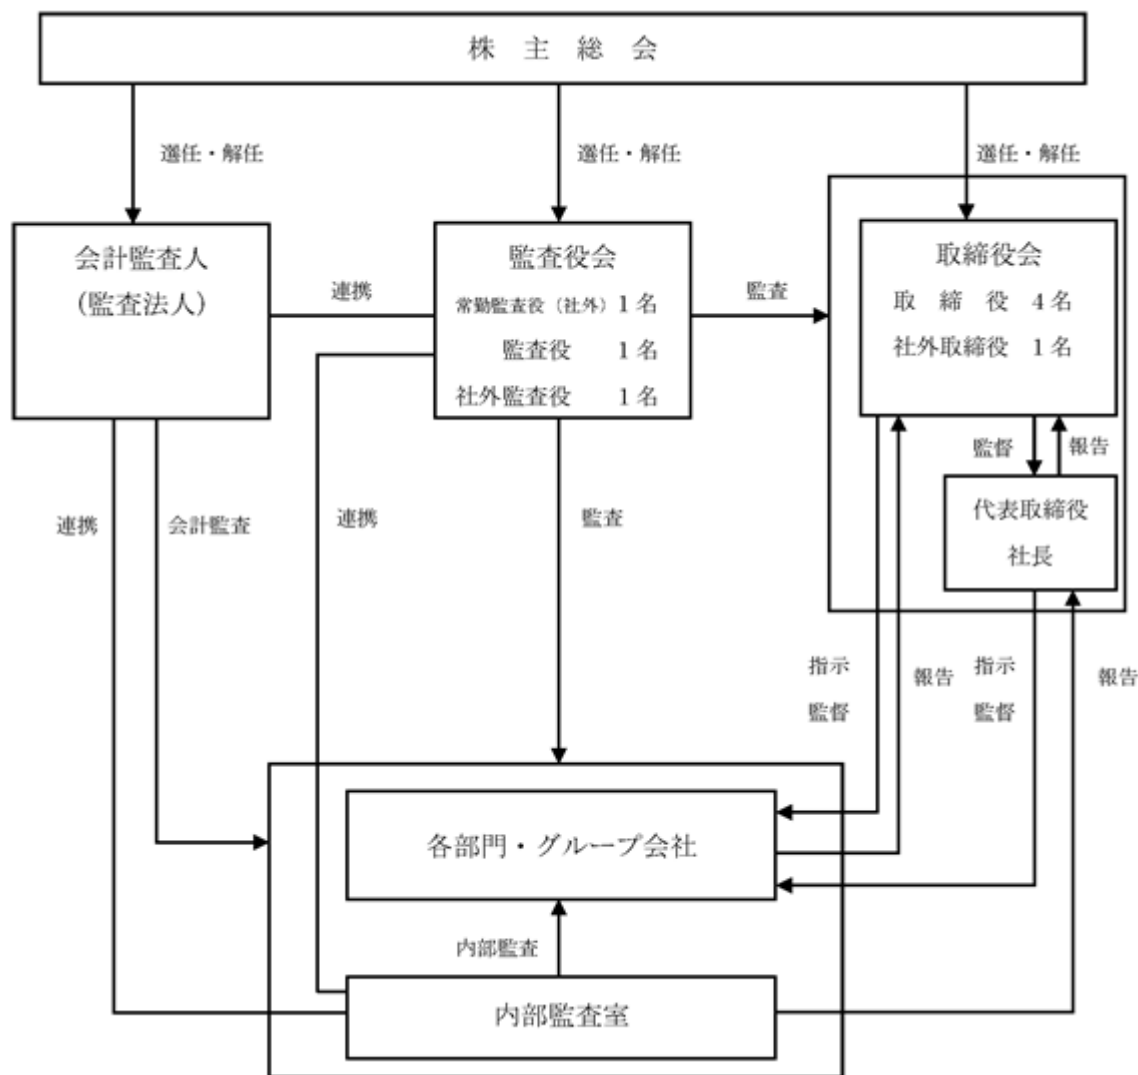 株主総会
選任・解任
選任・解任
選任・解任
会計監査人
（監査法人）
連携
監査役会
常勤監査役（社外）1名
監査役 1名
社外監査役 1名
監査
取締役会
取締役 4名
社外取締役 1名
監督
報告
代表取締役
社長
連携
会計監査
連携
監査
指示
監督
報告
指示
監督
報告
各部門・グループ会社
内部監査
内部監査室